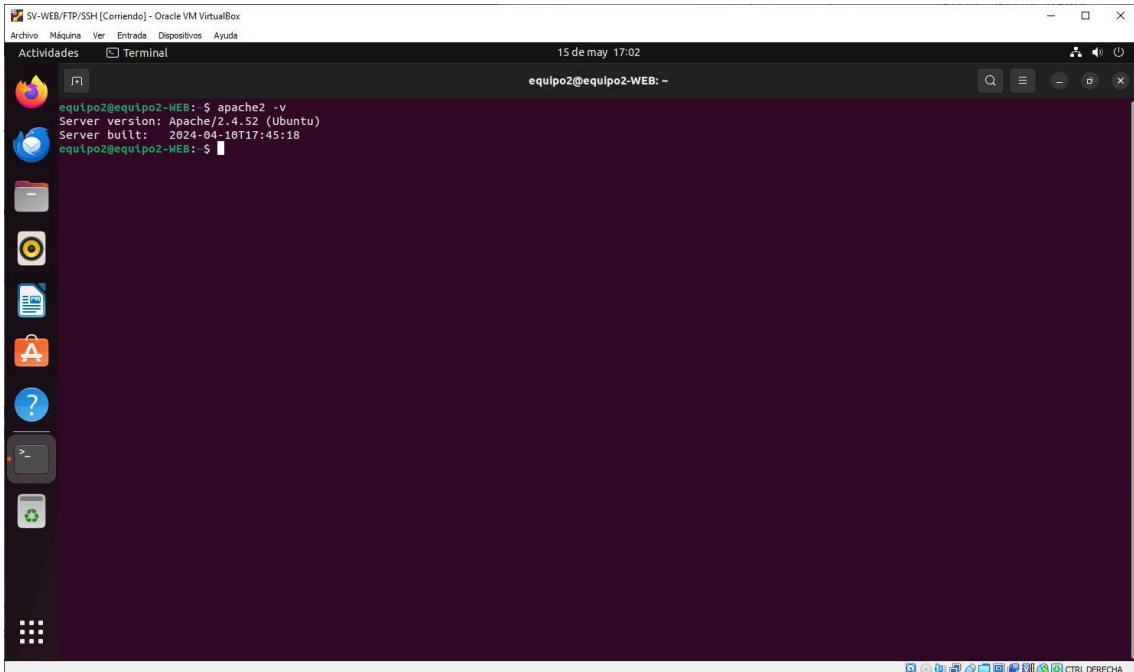 SV-WEB/FTP/SSH [Corriendo] - Oracle VM VirtualBox
Archivo Máquina Ver Entrada Dispositivos Ayuda
Actividades Terminal 15 de may 17:02
equipo2@equipo2-WEB: ~
equipo2@equipo2-WEB:~$ apache2 -v
Server version: Apache/2.4.52 (Ubuntu)
Server built:   2024-04-10T17:45:18
equipo2@equipo2-WEB:~$
CTRL DERECHA